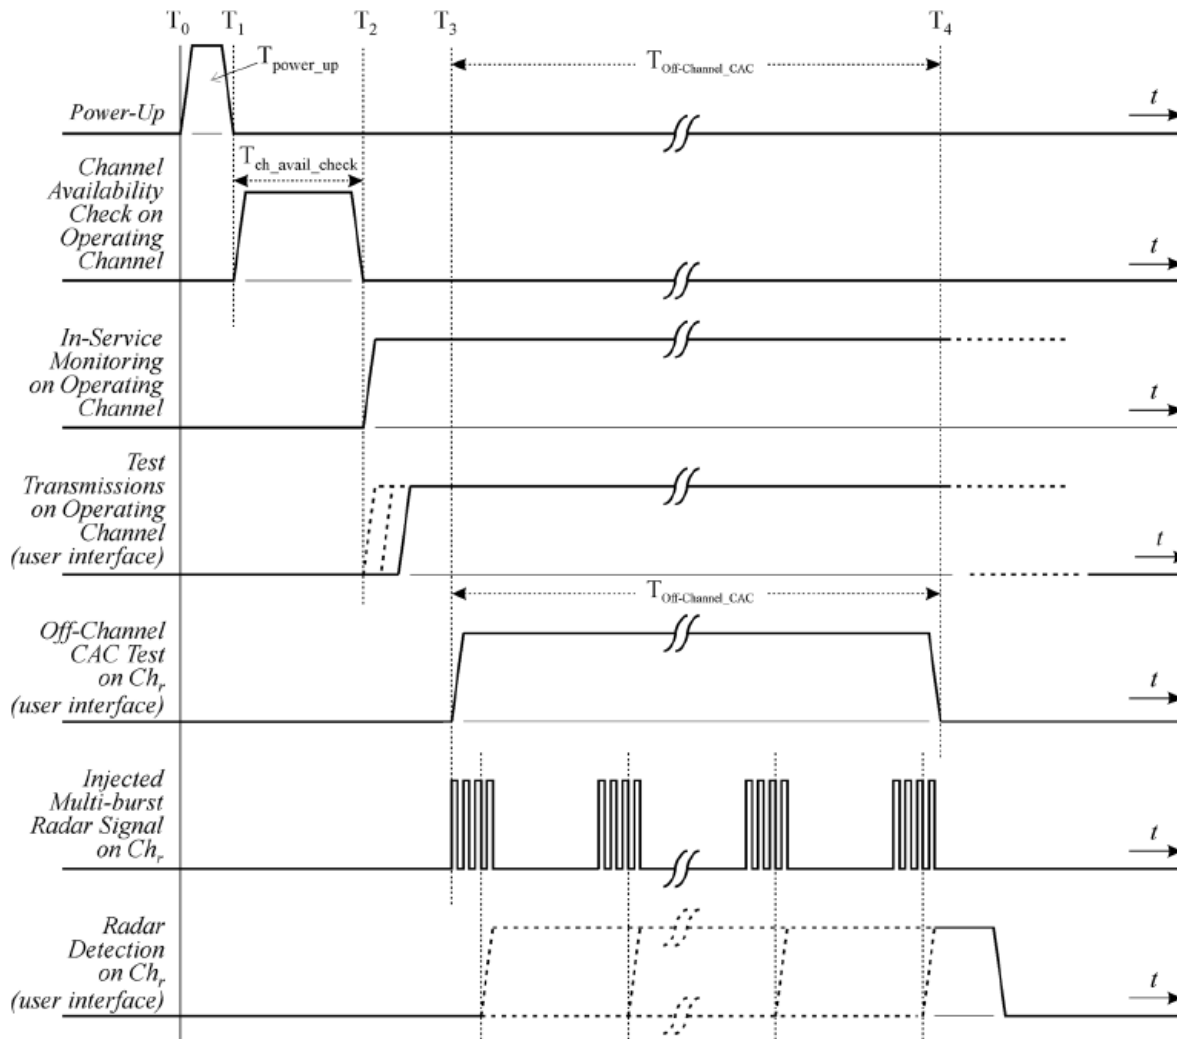 T0 T1 T2 T3 T4
Tpower_up
TOff-Channel_CAC
Power-Up
t
Channel
Availability
Check on
Operating
Channel
Tch_avail_check
t
In-Service
Monitoring
on Operating
Channel
t
Test
Transmissions
on Operating
Channel
(user interface)
t
TOff-Channel_CAC
Off-Channel
CAC Test
on Chr
(user interface)
t
Injected
Multi-burst
Radar Signal
on Chr
t
Radar
Detection
on Chr
(user interface)
t